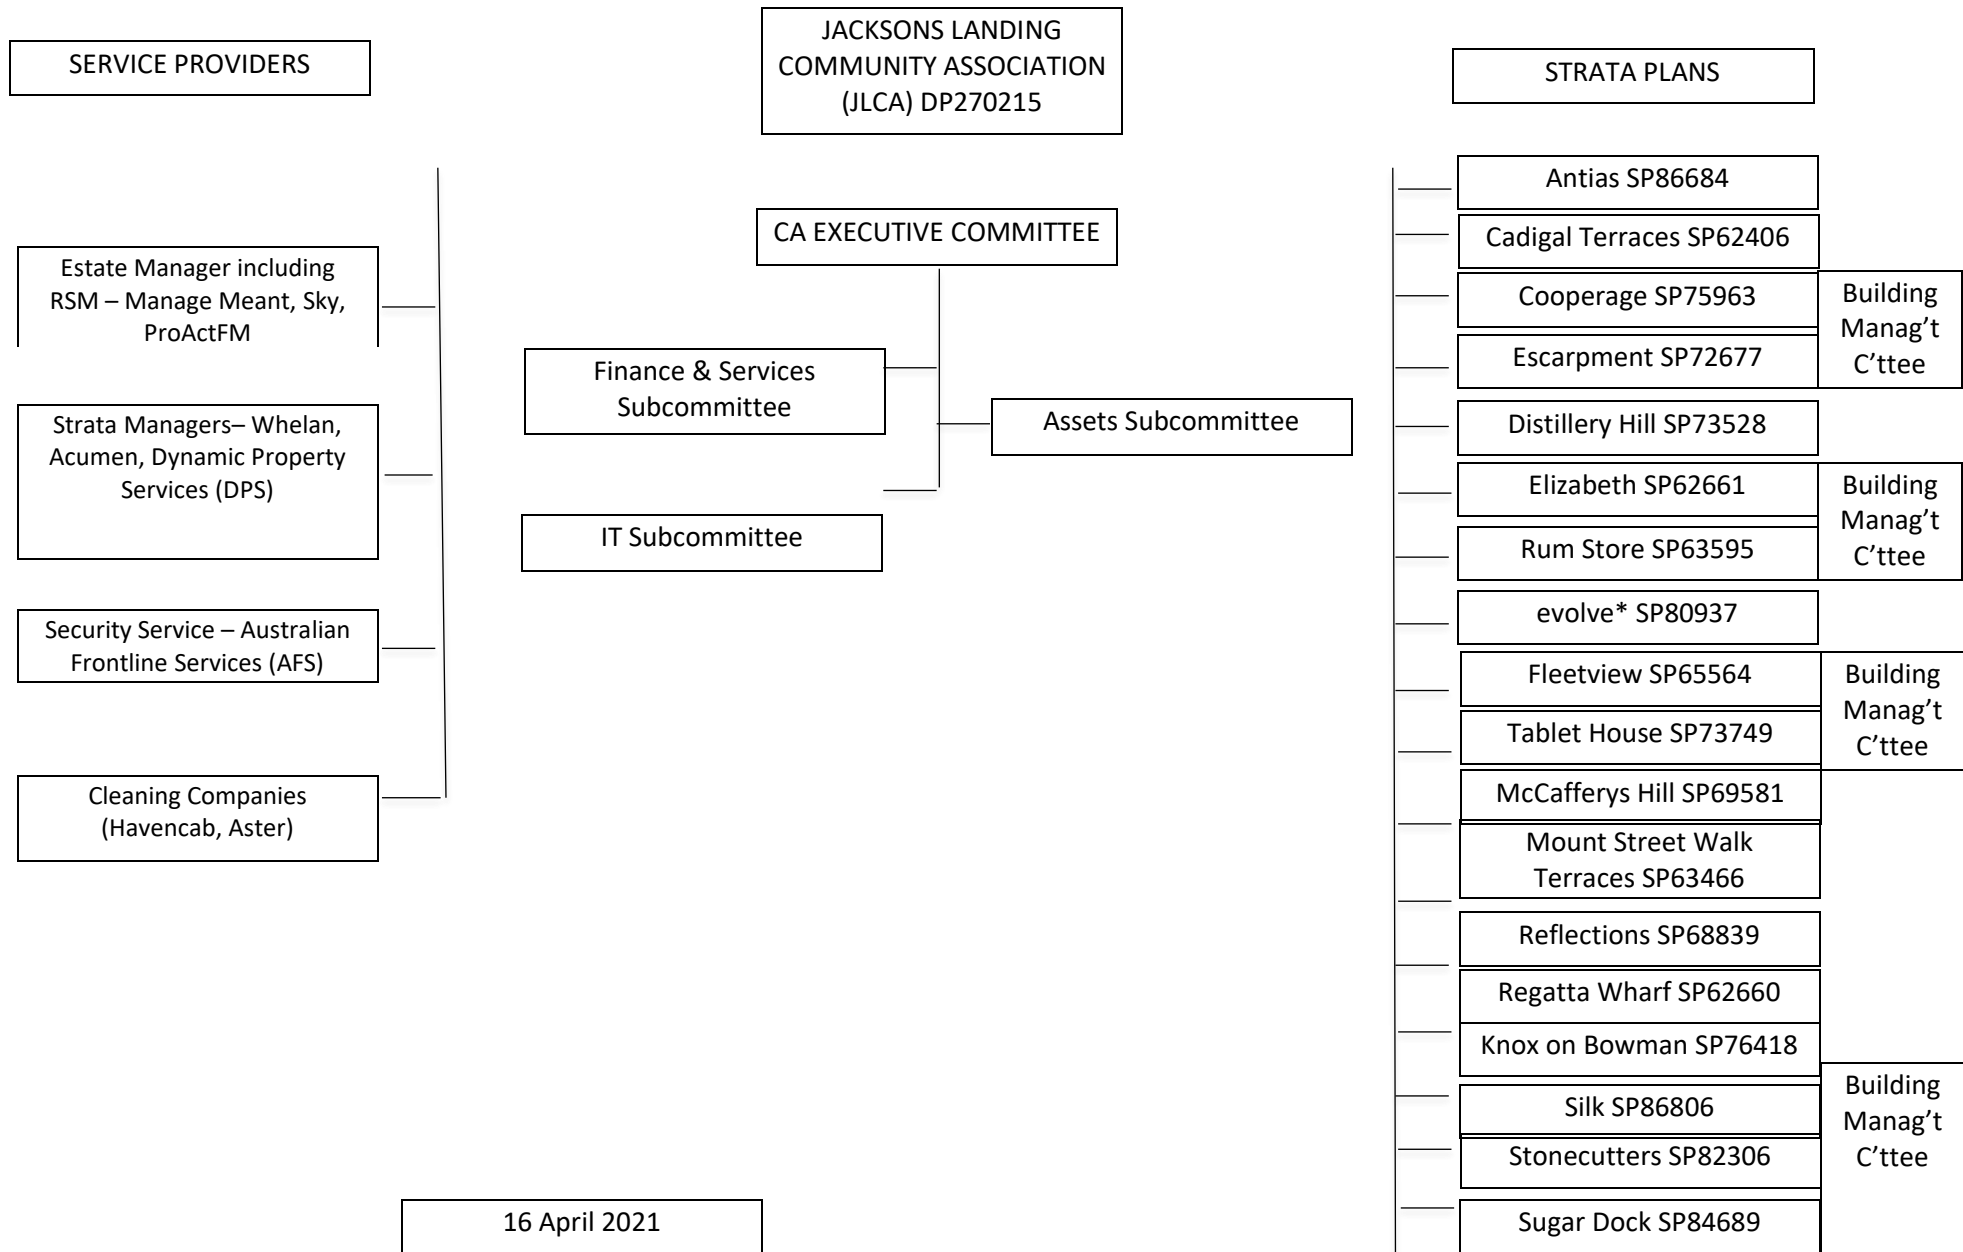 SERVICE PROVIDERS
JACKSONS LANDING
COMMUNITY ASSOCIATION
(JLCA) DP270215
STRATA PLANS
Estate Manager including
RSM – Manage Meant, Sky,
ProActFM
Strata Managers– Whelan,
Acumen, Dynamic Property
Services (DPS)
Security Service – Australian
Frontline Services (AFS)
Cleaning Companies
(Havencab, Aster)
CA EXECUTIVE COMMITTEE
Finance & Services
Subcommittee
Assets Subcommittee
IT Subcommittee
Antias SP86684
Cadigal Terraces SP62406
Cooperage SP75963
Escarpment SP72677
Building
Manag't
C'ttee
Distillery Hill SP73528
Elizabeth SP62661
Rum Store SP63595
Building
Manag't
C'ttee
evolve* SP80937
Fleetview SP65564
Tablet House SP73749
Building
Manag't
C'ttee
McCafferys Hill SP69581
Mount Street Walk
Terraces SP63466
Reflections SP68839
Regatta Wharf SP62660
Knox on Bowman SP76418
Silk SP86806
Stonecutters SP82306
Sugar Dock SP84689
Building
Manag’t
C’ttee
16 April 2021